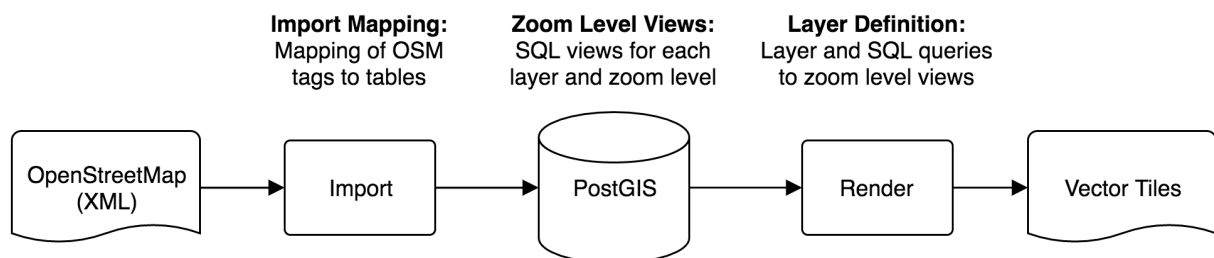 Import Mapping:
Mapping of OSM
tags to tables
Zoom Level Views:
SQL views for each
layer and zoom level
Layer Definition:
Layer and SQL queries
to zoom level views
OpenStreetMap
(XML)
Import
PostGIS
Render
Vector Tiles